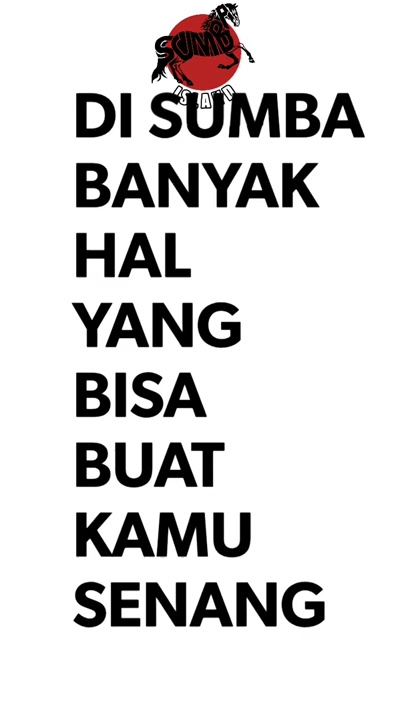 SUMBA
ISLAND
DI SUMBA
BANYAK
HAL
YANG
BISA
BUAT
KAMU
SENANG